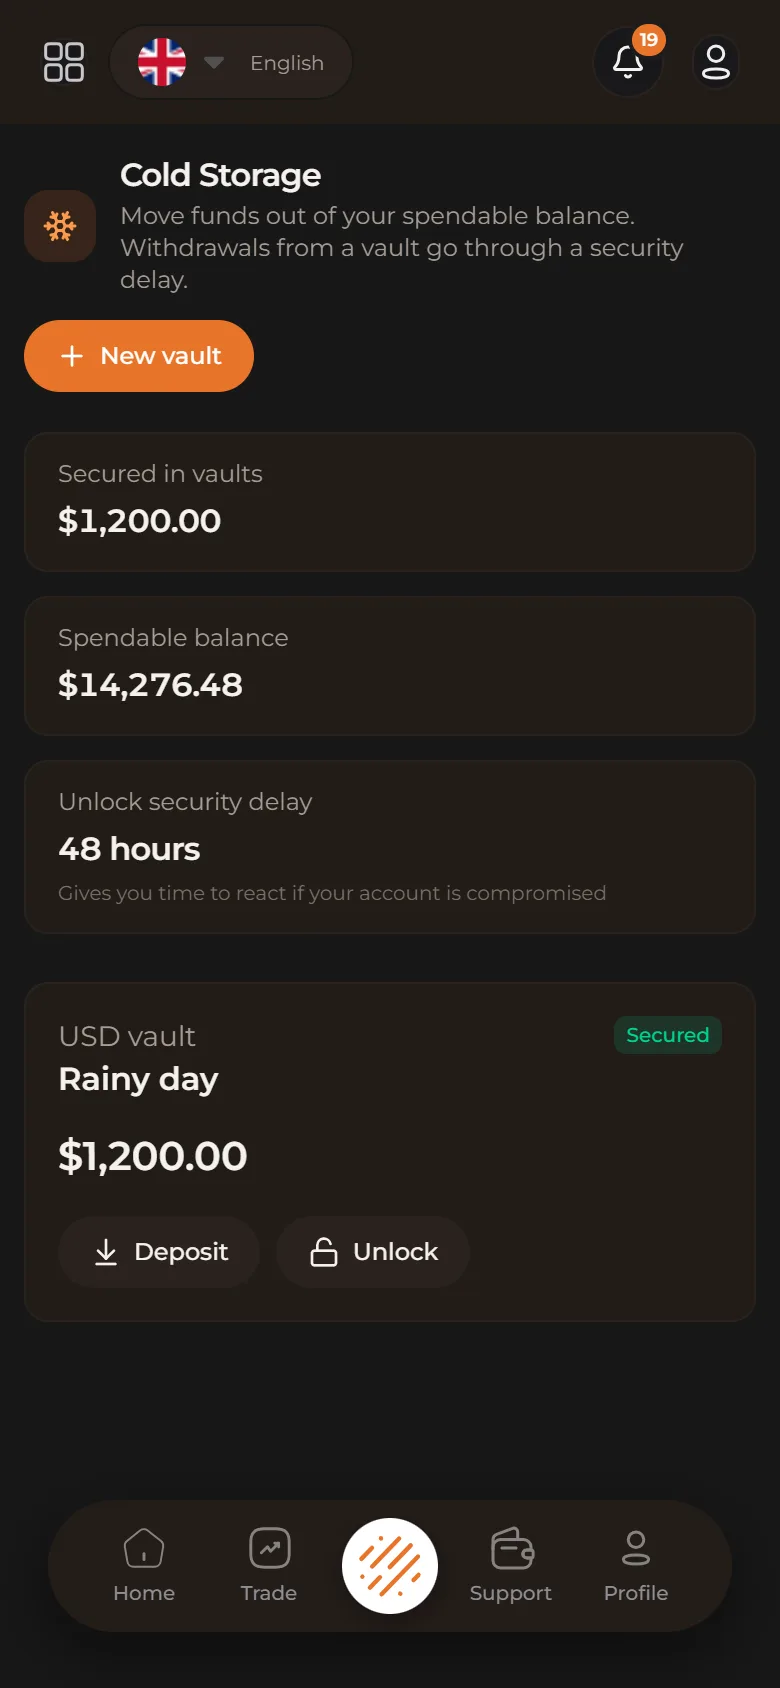 English
19
Cold Storage
Move funds out of your spendable balance.
Withdrawals from a vault go through a security
delay.
New vault
Secured in vaults
$1,200.00
Spendable balance
$14,276.48
Unlock security delay
48 hours
Gives you time to react if your account is compromised
USD vault
Secured
Rainy day
$1,200.00
Deposit
Unlock
Home
Trade
Support
Profile